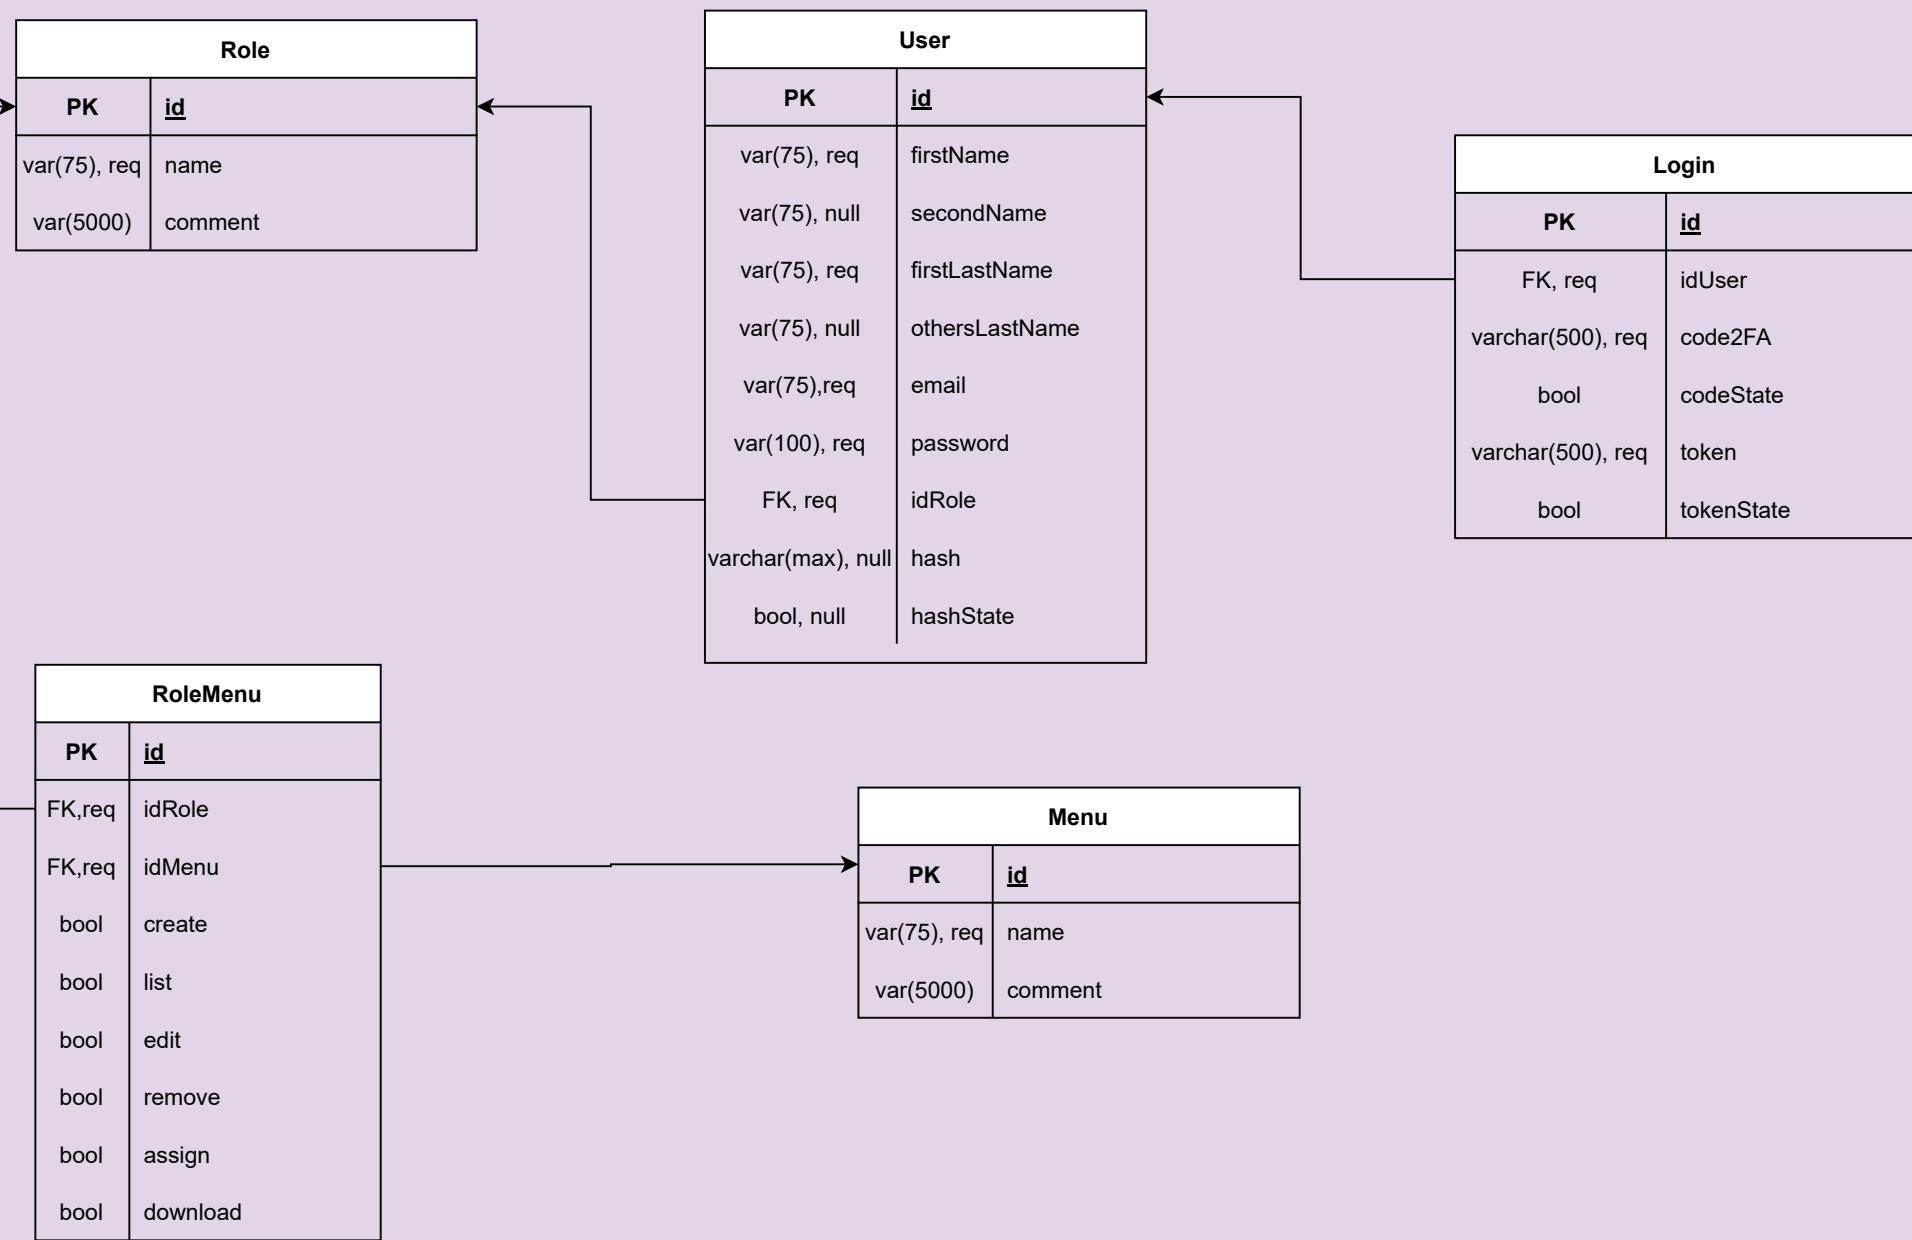 Role
PK id
var(75), req name
var(5000) comment
User
PK id
var(75), req firstName
var(75), null secondName
var(75), req firstLastName
var(75), null othersLastName
var(75),req email
var(100), req password
FK, req idRole
varchar(max), null hash
bool, null hashState
Login
PK id
FK, req idUser
varchar(500), req code2FA
bool codeState
varchar(500), req token
bool tokenState
RoleMenu
PK id
FK,req idRole
FK,req idMenu
bool create
bool list
bool edit
bool remove
bool assign
bool download
Menu
PK id
var(75), req name
var(5000) comment